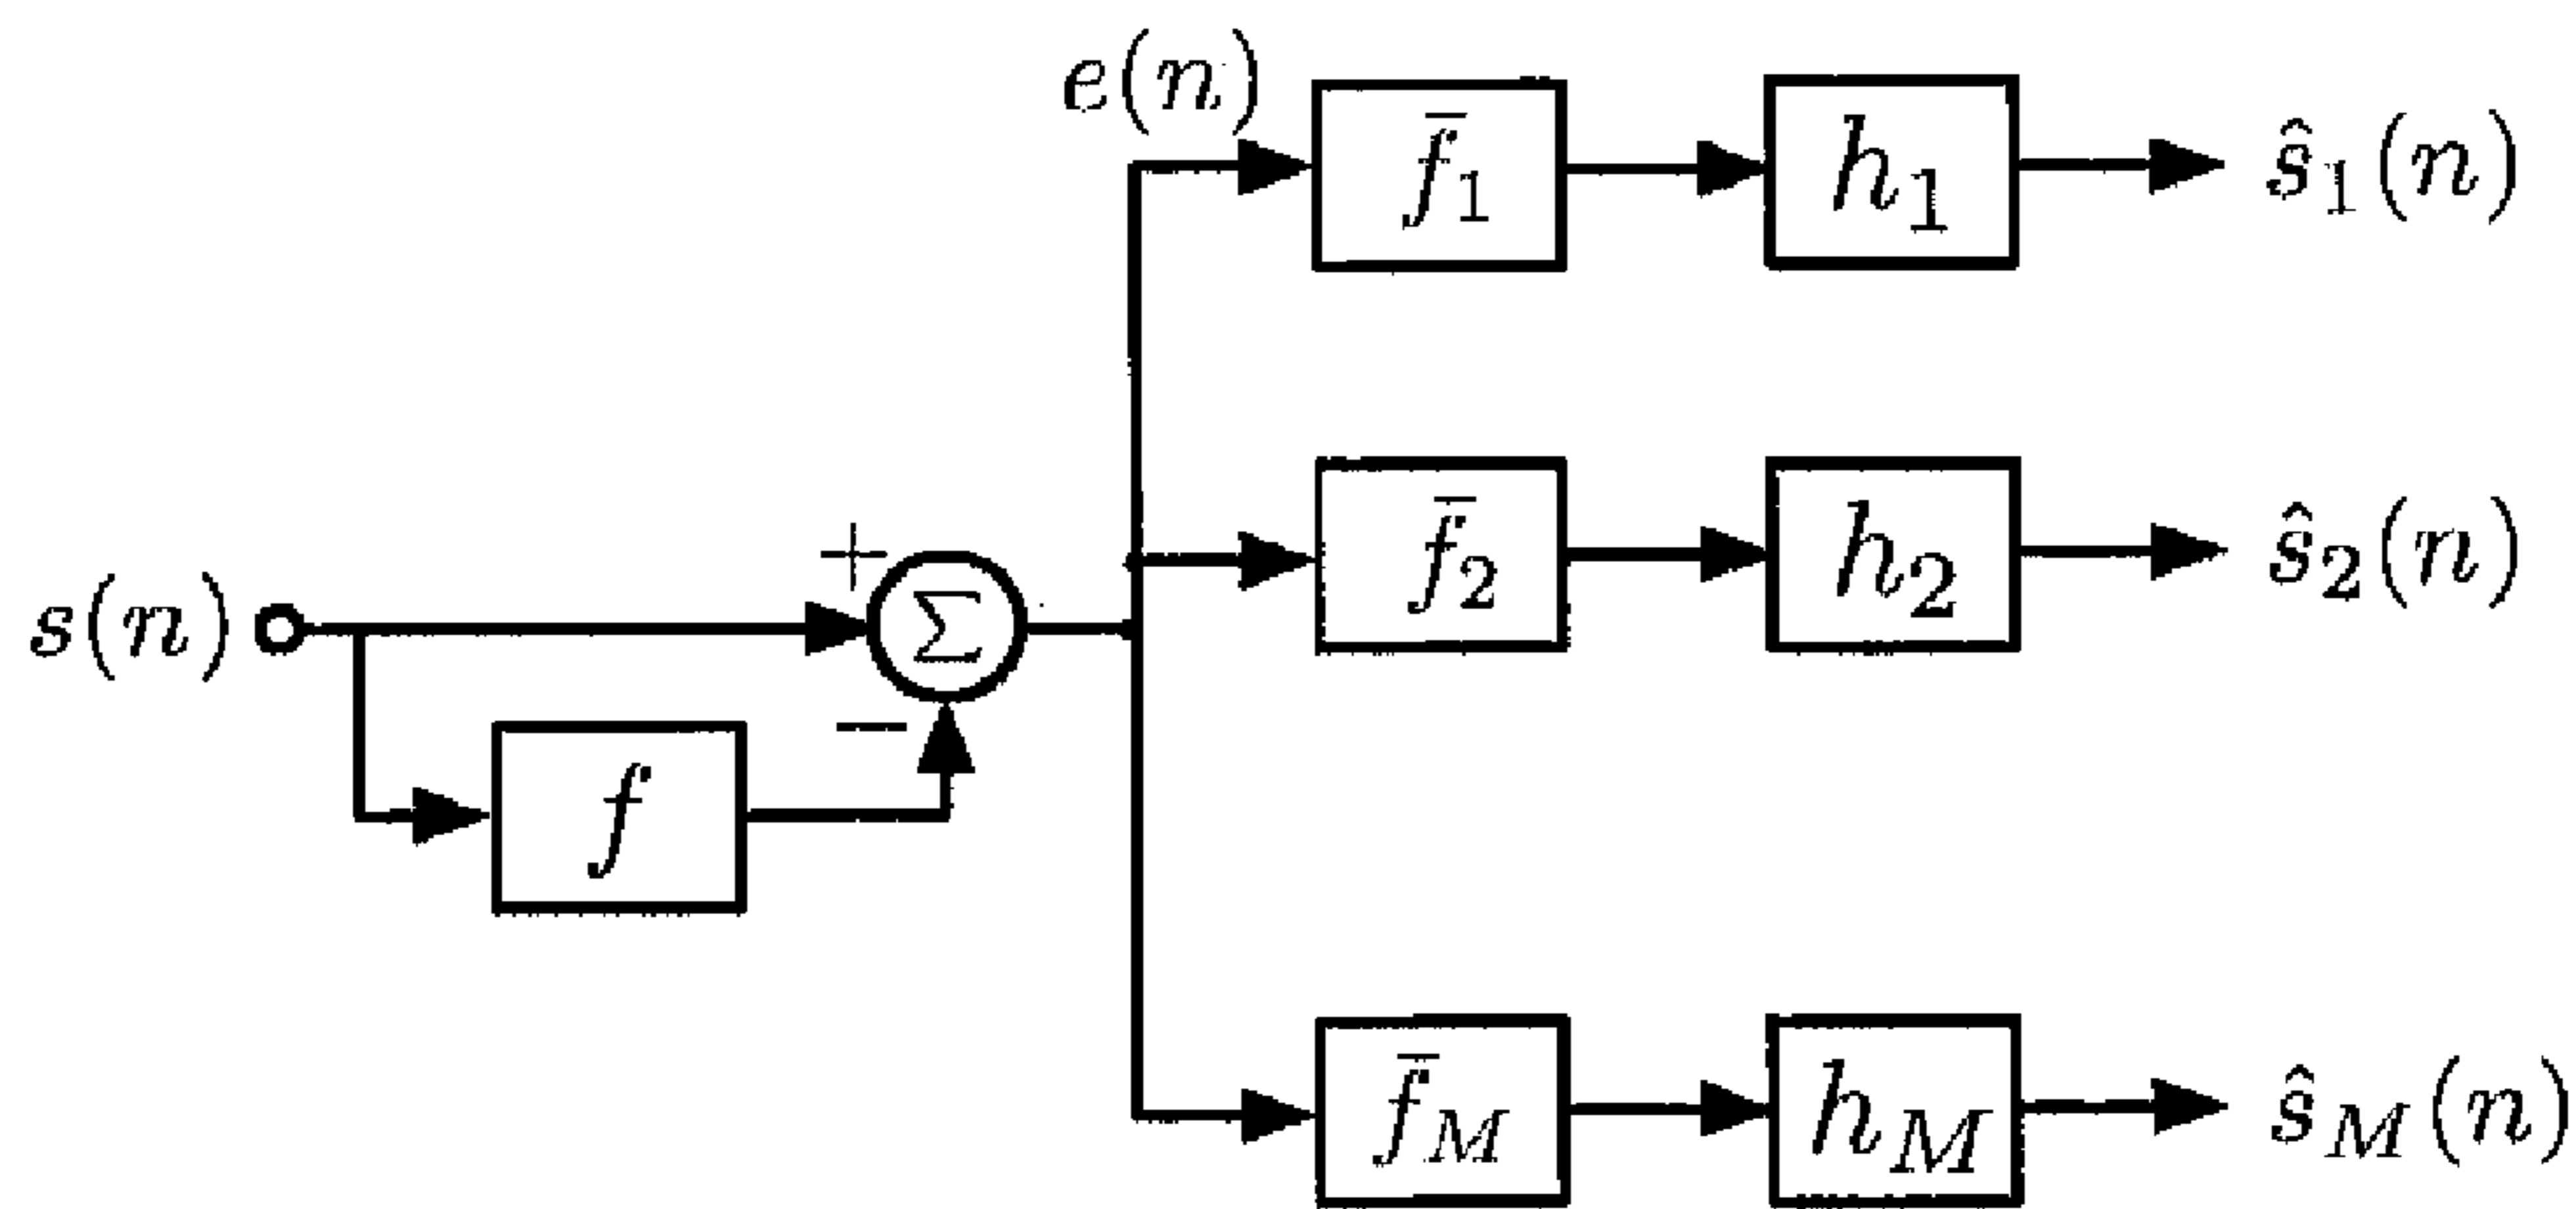 e(n)
f̄₁
h₁
ŝ₁(n)
f̄₂
h₂
ŝ₂(n)
s(n)
+
Σ
−
f
f̄_M
h_M
ŝ_M(n)